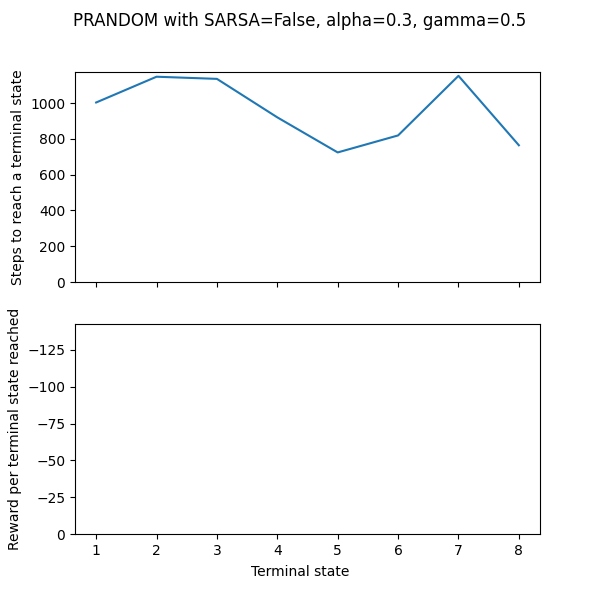 PRANDOM with SARSA=False, alpha=0.3, gamma=0.5
Steps to reach a terminal state
1000
800
600
400
200
0
Reward per terminal state reached
−125
−100
−75
−50
−25
0
1 2 3 4 5 6 7 8
Terminal state